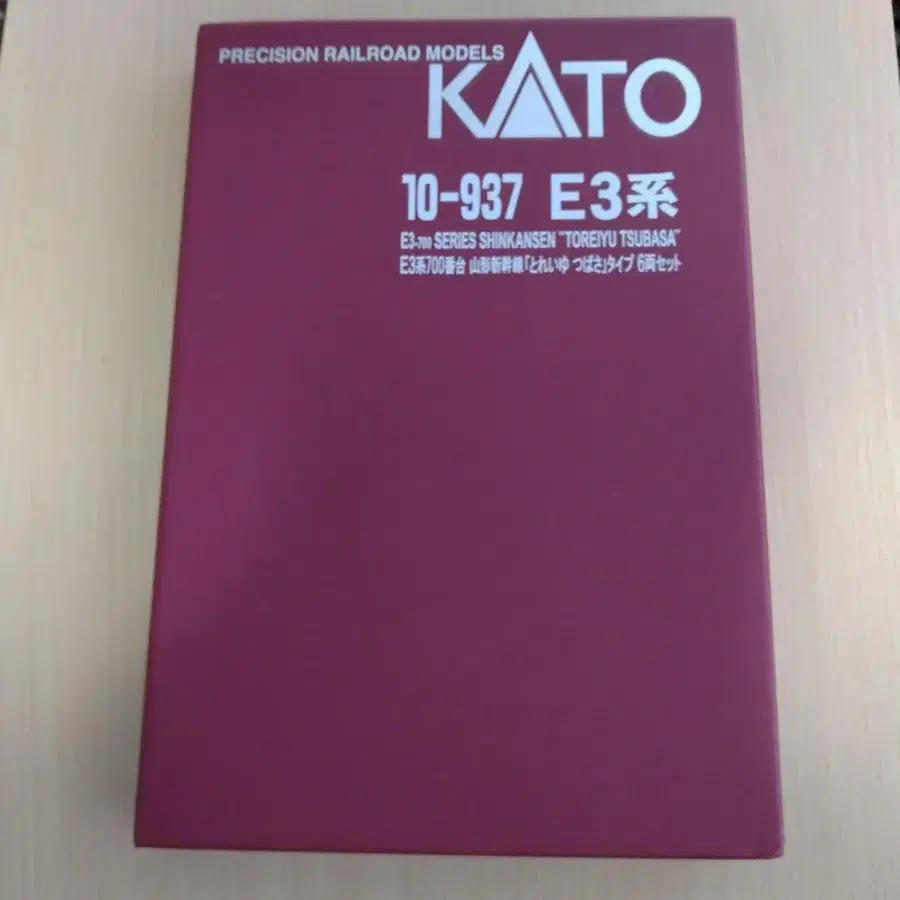 PRECISION RAILROAD MODELS
KATO
10-937 E3系
E3-700 SERIES SHINKANSEN "TOREIYU TSUBASA"
E3系700番台 山形新幹線「とれいゆ つばさ」タイプ 6両セット